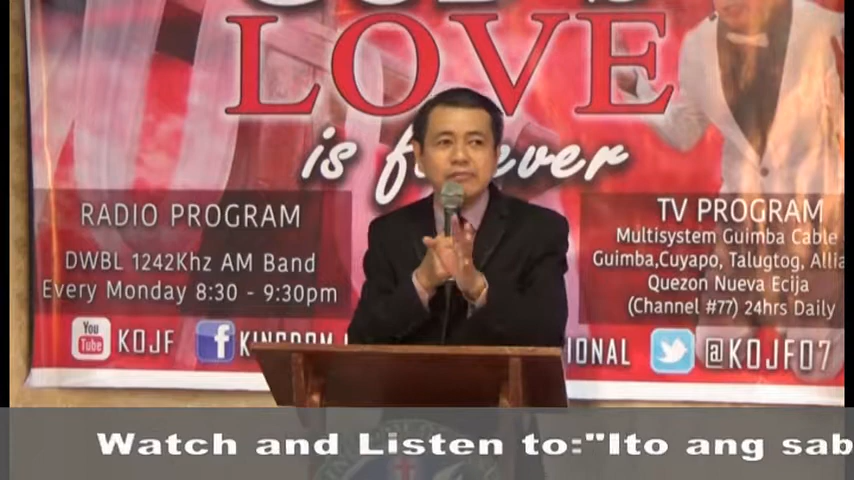 LOVE
is
RADIO PROGRAM
DWBL 1242Khz AM Band
Every Monday 8:30 - 9:30pm
TV PROGRAM
Multisystem Guimba Cable
Guimba,Cuyapo, Talugtog,
Quezon Nueva Ecija
(Channel #77) 24hrs Daily
You
Tube
KOJF
f
@KOJF07
Watch and Listen to:"Ito ang sab